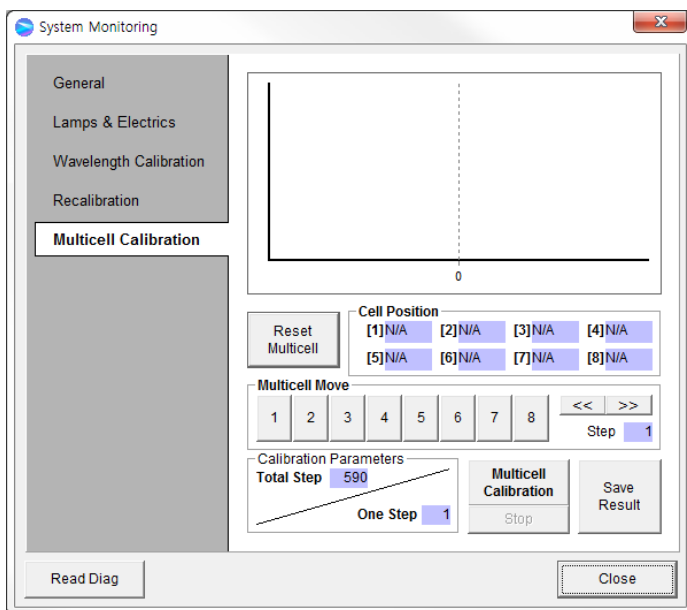 System Monitoring
x
General
Lamps & Electrics
Wavelength Calibration
Recalibration
Multicell Calibration
0
Reset
Multicell
Cell Position
[1] N/A [2] N/A [3] N/A [4] N/A
[5] N/A [6] N/A [7] N/A [8] N/A
Multicell Move
1 2 3 4 5 6 7 8 << >>
Step 1
Calibration Parameters
Total Step 590
One Step 1
Multicell
Calibration
Stop
Save
Result
Read Diag
Close